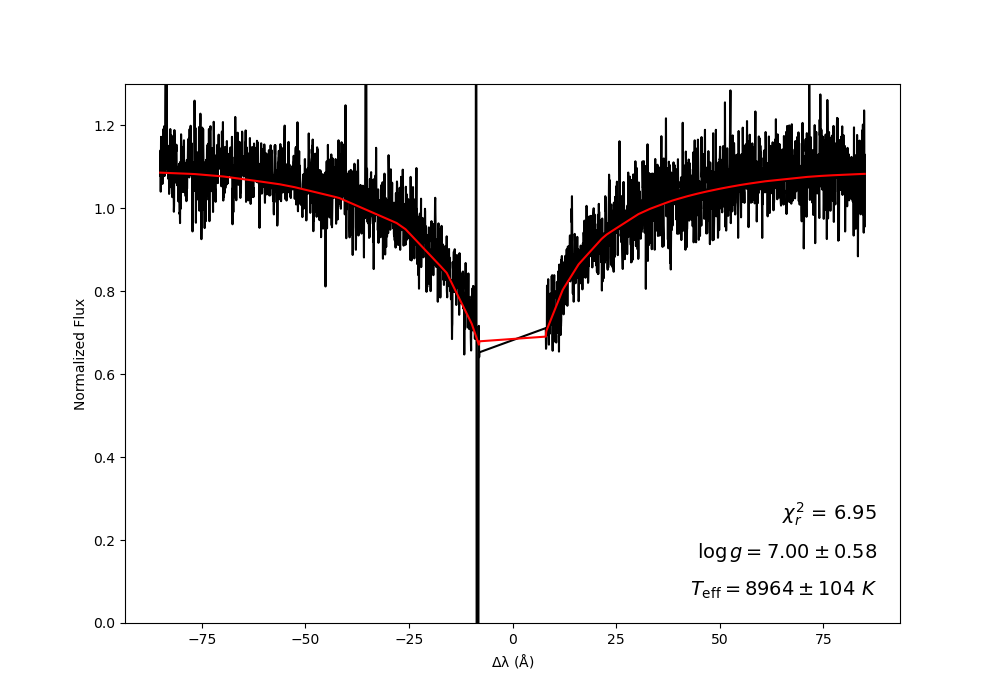 Normalized Flux
1.2
1.0
0.8
0.6
0.4
0.2
0.0
−75
−50
−25
0
25
50
75
Δλ (Å)
χ²ᵣ = 6.95
log g = 7.00 ± 0.58
T_eff = 8964 ± 104 K